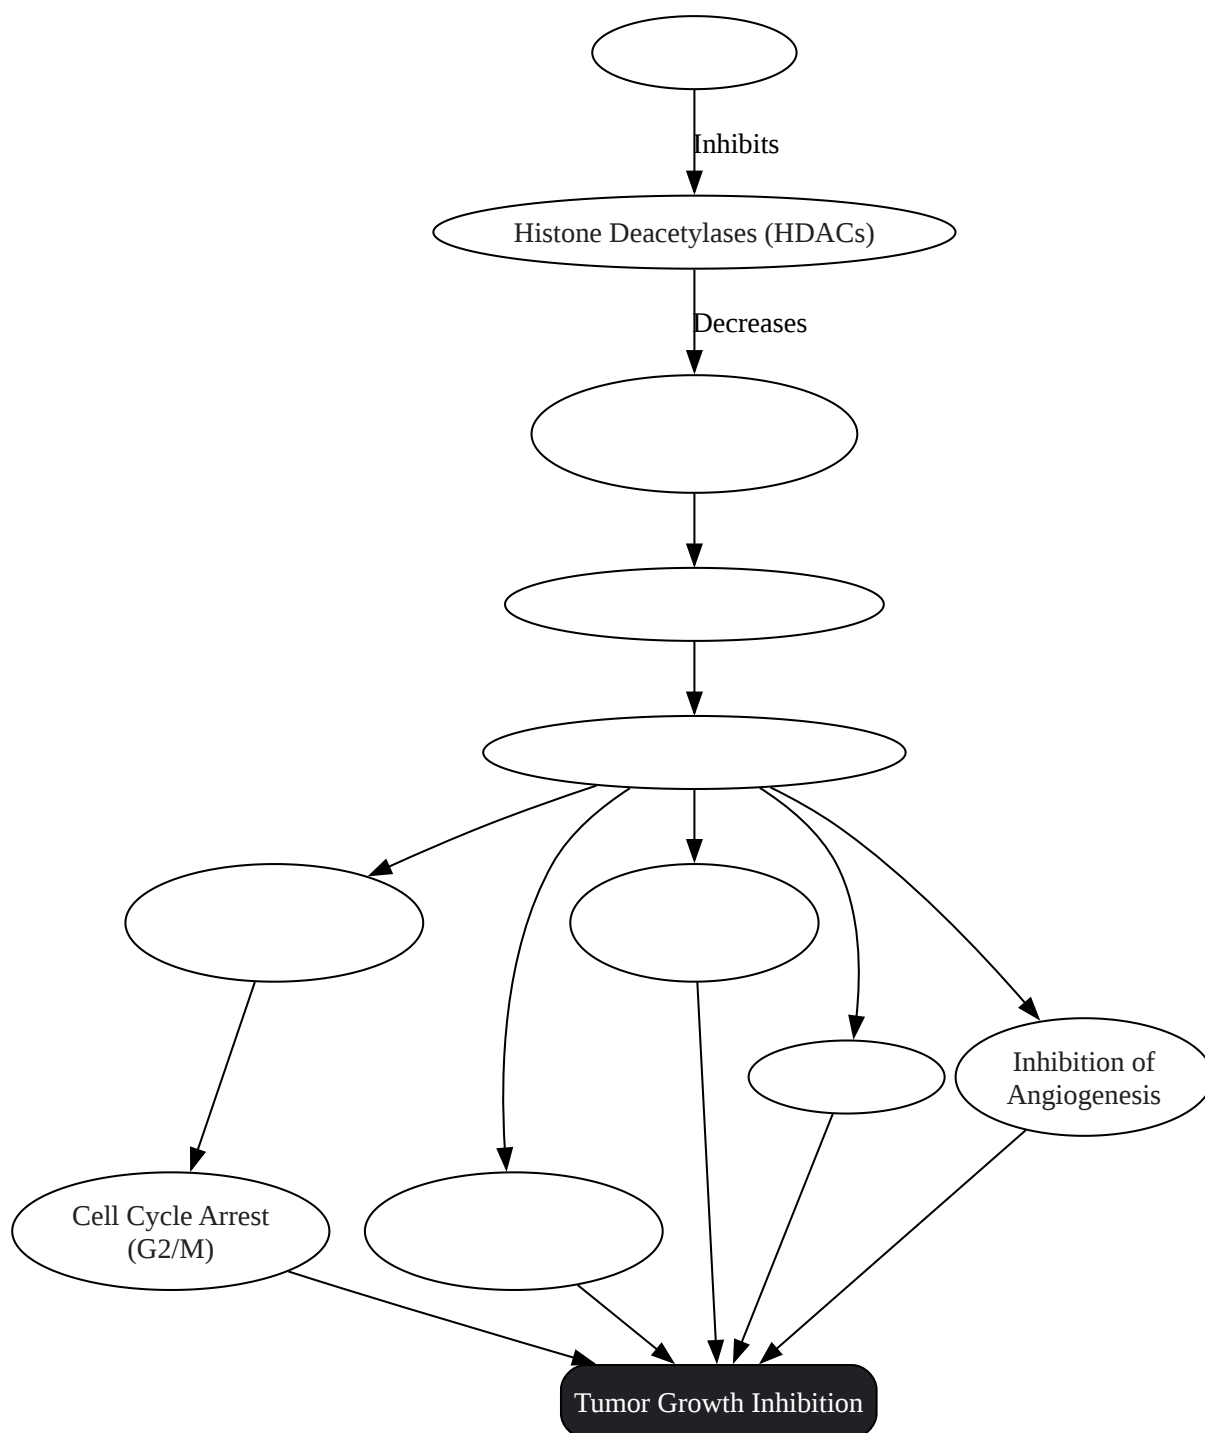 Inhibits
Histone Deacetylases (HDACs)
Decreases
Inhibition of
Angiogenesis
Cell Cycle Arrest
(G2/M)
Tumor Growth Inhibition